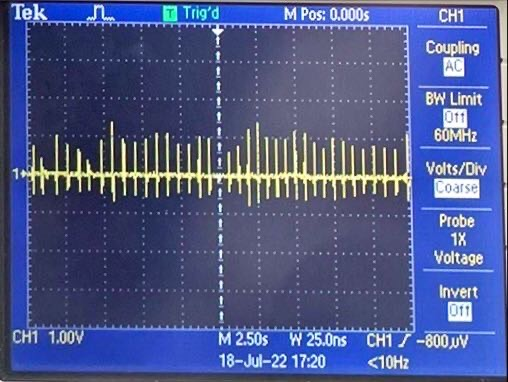 Tek T Trig'd M Pos: 0.000s CH1
Coupling
AC
BW Limit
Off
60MHz
Volts/Div
Coarse
Probe
1X
Voltage
Invert
Off
1
CH1 1.00V M 2.50s W 25.0ns CH1 -800μV
18-Jul-22 17:20 <10Hz